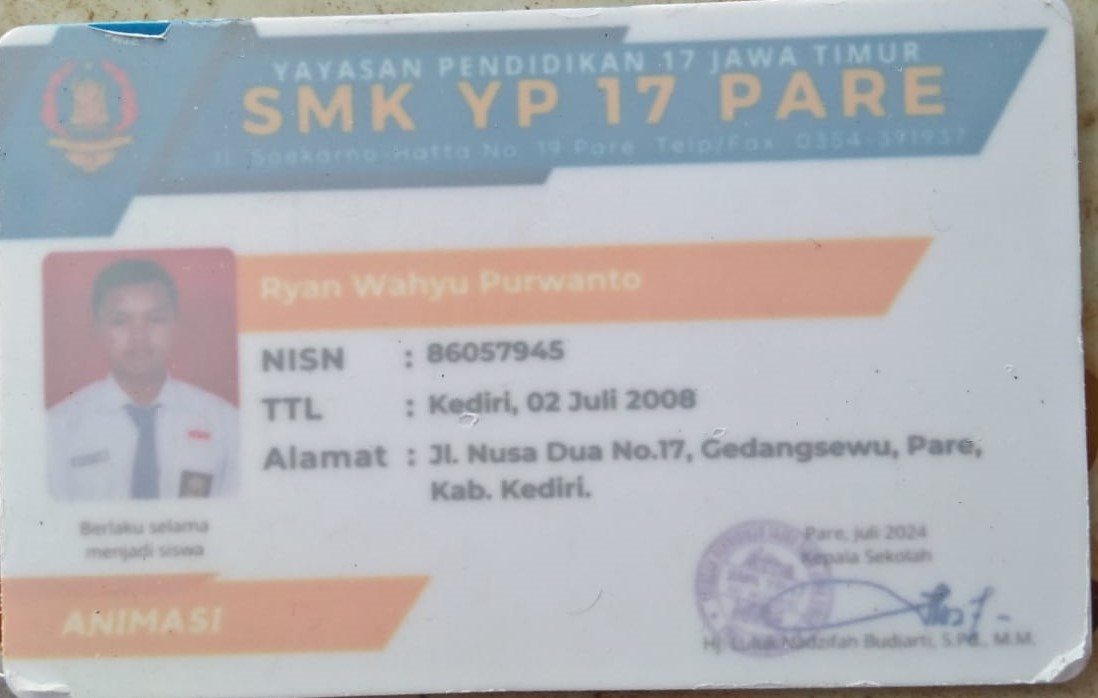 YAYASAN PENDIDIKAN 17 JAWA TIMUR
SMK YP 17 PARE
Jl. Soekarno-Hatta No. 19 Pare Telp/Fax. 0354-391937
Ryan Wahyu Purwanto
NISN : 86057945
TTL : Kediri, 02 Juli 2008
Alamat : Jl. Nusa Dua No.17, Gedangsewu, Pare,
Kab. Kediri.
Berlaku selama
menjadi siswa
Pare, juli 2024
Kepala Sekolah
Hj. Luluk Nadzifan Budiarti, S.Pd., M.M.
ANIMASI